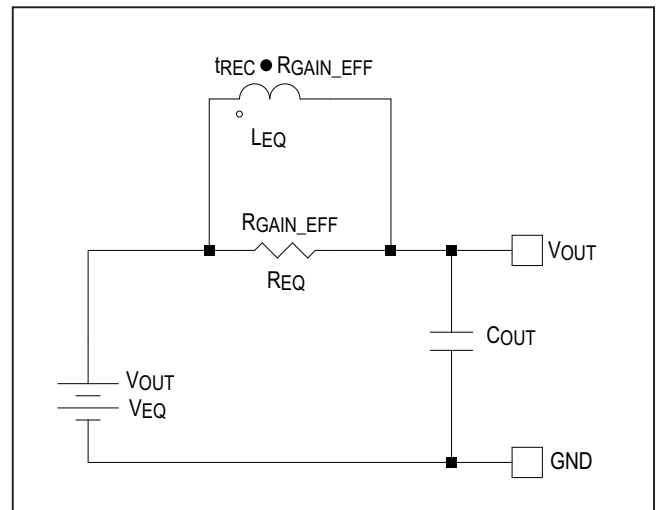 tREC ● RGAIN_EFF
LEQ
RGAIN_EFF
REQ
VOUT
COUT
VOUT
VEQ
GND